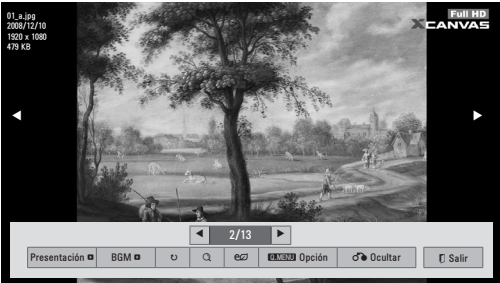 01_a.jpg
2008/12/10
1920 x 1080
479 KB
Full HD
XCANVAS
2/13
Presentación
BGM
Q.MENU Opción
Ocultar
Salir